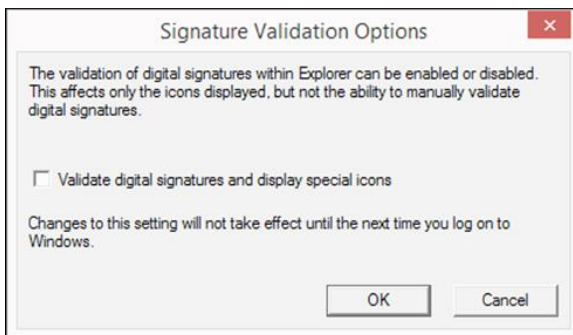 Signature Validation Options
The validation of digital signatures within Explorer can be enabled or disabled.
This affects only the icons displayed, but not the ability to manually validate
digital signatures.
Validate digital signatures and display special icons
Changes to this setting will not take effect until the next time you log on to
Windows.
OK Cancel